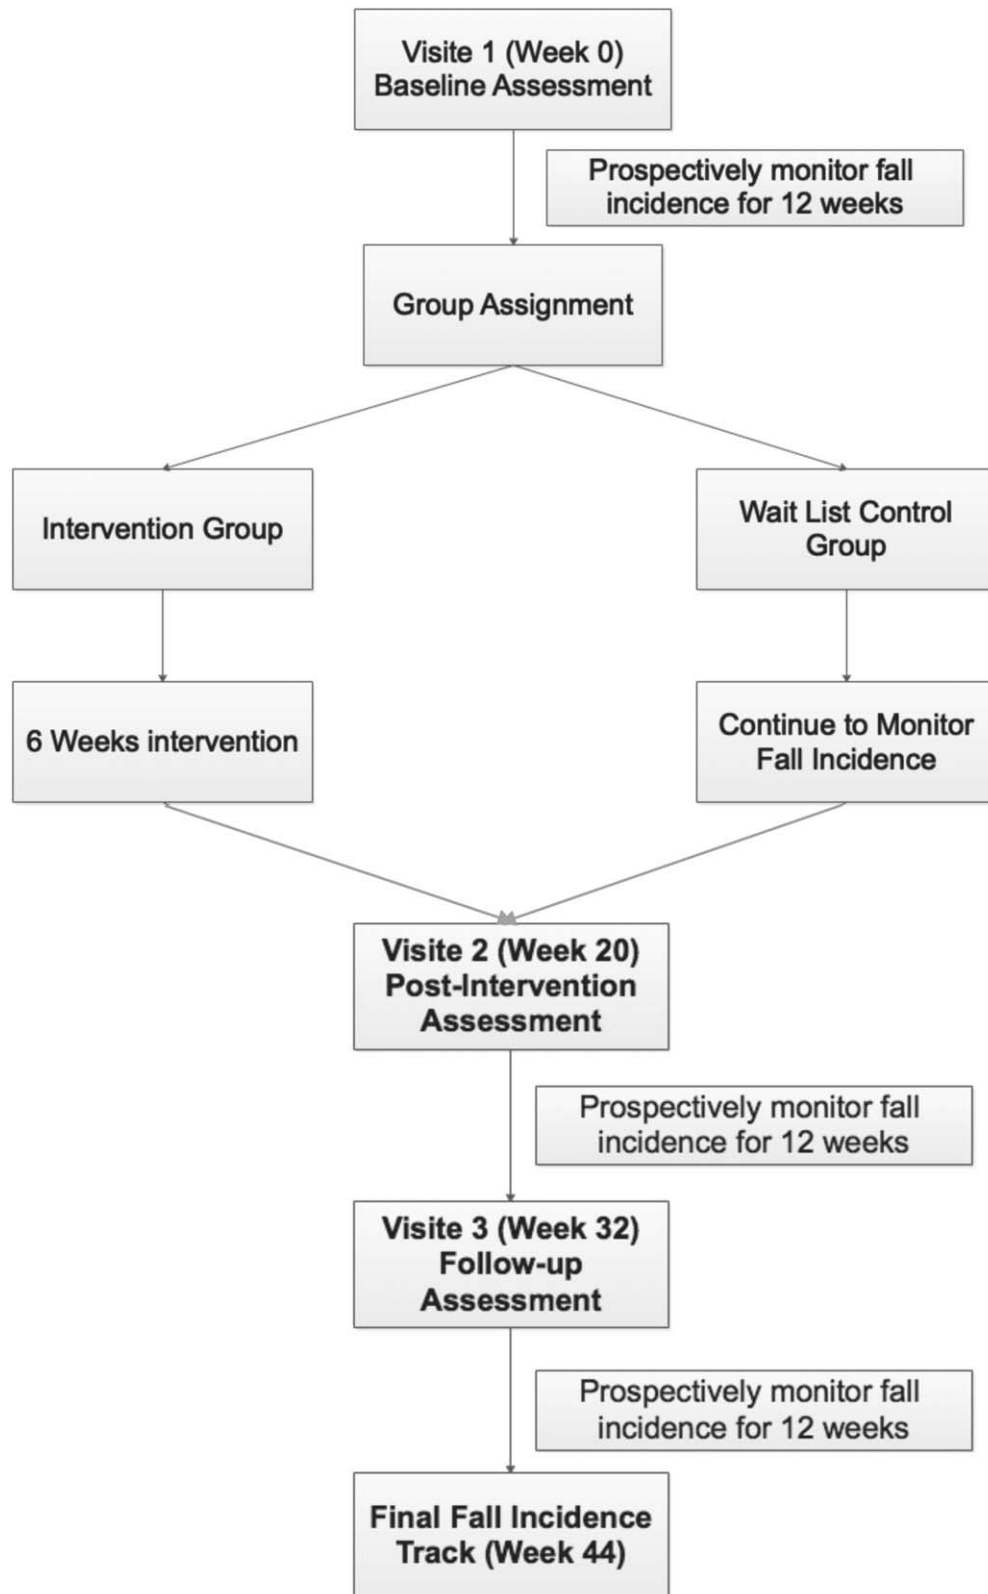 Visite 1 (Week 0)
Baseline Assessment
Prospectively monitor fall
incidence for 12 weeks
Group Assignment
Intervention Group
Wait List Control
Group
6 Weeks intervention
Continue to Monitor
Fall Incidence
Visite 2 (Week 20)
Post-Intervention
Assessment
Prospectively monitor fall
incidence for 12 weeks
Visite 3 (Week 32)
Follow-up
Assessment
Prospectively monitor fall
incidence for 12 weeks
Final Fall Incidence
Track (Week 44)